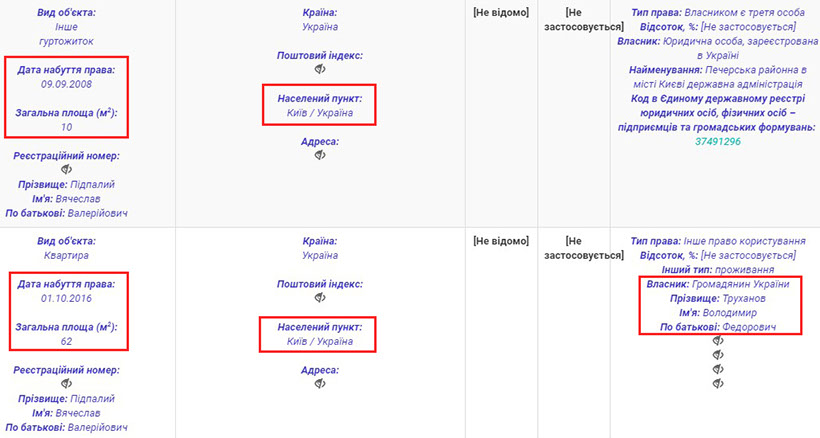 Вид об'єкта:
Інше
гуртожиток
Дата набуття права:
09.09.2008
Загальна площа (м²):
10
Реєстраційний номер:
Прізвище: Підпалий
Ім'я: Вячеслав
По батькові: Валерійович
Країна:
Україна
Поштовий індекс:
Населений пункт:
Київ / Україна
Адреса:
[Не відомо]
[Не
застосовується]
Тип права: Власником є третя особа
Відсоток, %: [Не застосовується]
Власник: Юридична особа, зареєстрована
в Україні
Найменування: Печерська районна в
місті Києві державна адміністрація
Код в Єдиному державному реєстрі
юридичних осіб, фізичних осіб –
підприємців та громадських формувань:
37491296
Вид об'єкта:
Квартира
Дата набуття права:
01.10.2016
Загальна площа (м²):
62
Реєстраційний номер:
Прізвище: Підпалий
Ім'я: Вячеслав
По батькові: Валерійович
Країна:
Україна
Поштовий індекс:
Населений пункт:
Київ / Україна
Адреса:
[Не відомо]
[Не
застосовується]
Тип права: Інше право користування
Відсоток, %: [Не застосовується]
Інший тип: проживання
Власник: Громадянин України
Прізвище: Труханов
Ім'я: Володимир
По батькові: Федорович